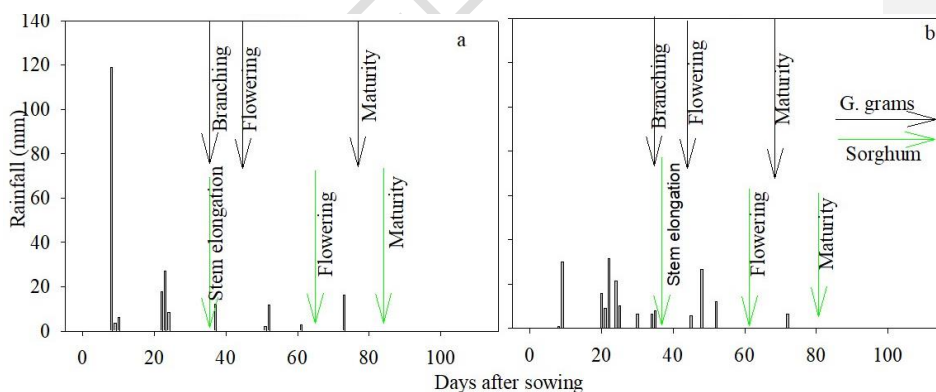 140
120
100
80
60
40
20
0
Rainfall (mm)
a
Branching
Flowering
Maturity
Stem elongation
Flowering
Maturity
0 20 40 60 80 100
b
Branching
Flowering
Maturity
Stem elongation
Flowering
Maturity
0 20 40 60 80 100
G. grams
Sorghum
Days after sowing